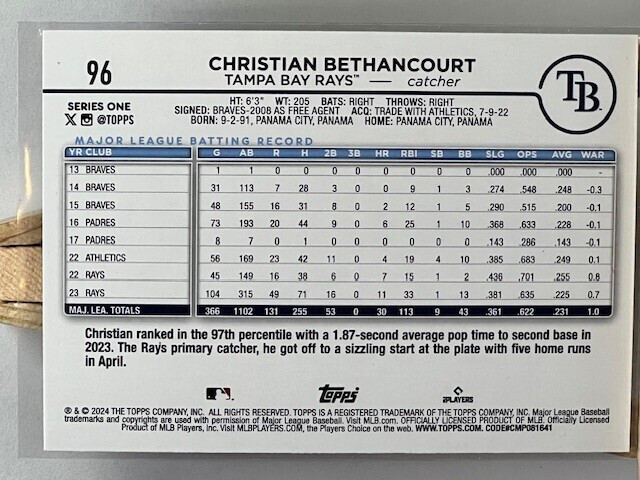 96
CHRISTIAN BETHANCOURT
TAMPA BAY RAYS™ — catcher
TB™
SERIES ONE
@TOPPS
HT: 6'3" WT: 205 BATS: RIGHT THROWS: RIGHT
SIGNED: BRAVES-2008 AS FREE AGENT ACQ: TRADE WITH ATHLETICS, 7-9-22
BORN: 9-2-91, PANAMA CITY, PANAMA HOME: PANAMA CITY, PANAMA
MAJOR LEAGUE BATTING RECORD
YR CLUB G AB R H 2B 3B HR RBI SB BB SLG OPS AVG WAR
13 BRAVES 1 1 0 0 0 0 0 0 0 0 .000 .000 .000 -
14 BRAVES 31 113 7 28 3 0 0 9 1 3 .274 .548 .248 -0.3
15 BRAVES 48 155 16 31 8 0 2 12 1 5 .290 .515 .200 -0.1
16 PADRES 73 193 20 44 9 0 6 25 1 10 .368 .633 .228 -0.1
17 PADRES 8 7 0 1 0 0 0 0 0 0 .143 .286 .143 -0.1
22 ATHLETICS 56 169 23 42 11 0 4 19 4 10 .385 .683 .249 0.1
22 RAYS 45 149 16 38 6 0 7 15 1 2 .436 .701 .255 0.8
23 RAYS 104 315 49 71 16 0 11 33 1 13 .381 .635 .225 0.7
MAJ. LEA. TOTALS 366 1102 131 255 53 0 30 113 9 43 .361 .622 .231 1.0
Christian ranked in the 97th percentile with a 1.87-second average pop time to second base in
2023. The Rays primary catcher, he got off to a sizzling start at the plate with five home runs
in April.
Topps
PLAYERS
® & © 2024 THE TOPPS COMPANY, INC. ALL RIGHTS RESERVED. TOPPS IS A REGISTERED TRADEMARK OF THE TOPPS COMPANY, INC. Major League Baseball
trademarks and copyrights are used with permission of Major League Baseball. Visit MLB.com. OFFICIALLY LICENSED PRODUCT OF MLB. Officially Licensed
Product of MLB Players, Inc. Visit MLBPLAYERS.COM, the Players Choice on the web. WWW.TOPPS.COM. CODE#CMP081641